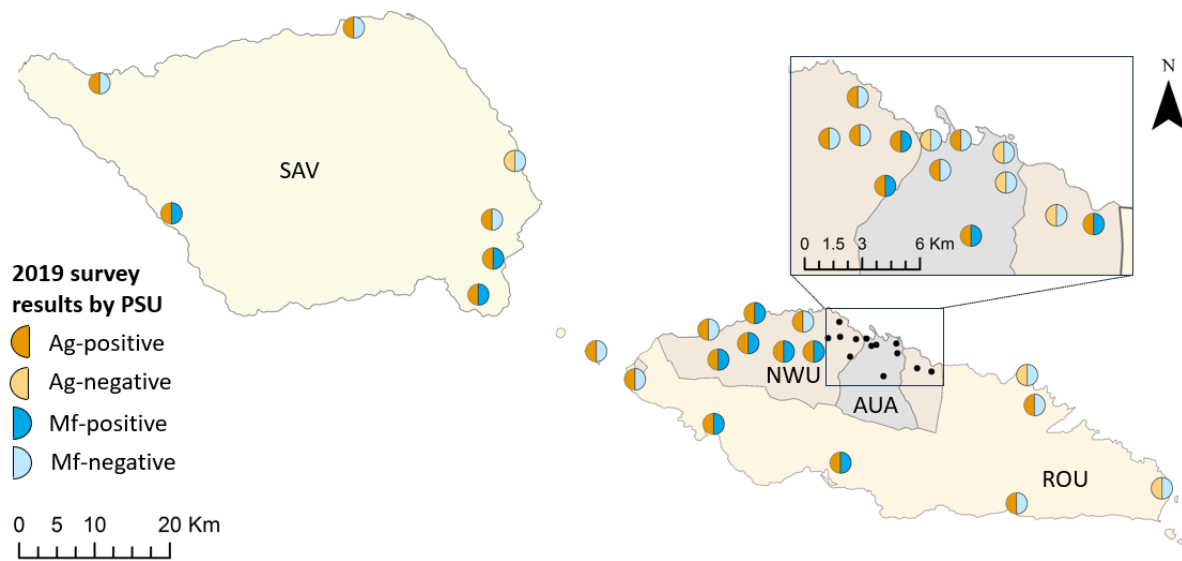 SAV
N
0 1.5 3 6 Km
NWU
AUA
ROU
2019 survey
results by PSU
Ag-positive
Ag-negative
Mf-positive
Mf-negative
0 5 10 20 Km